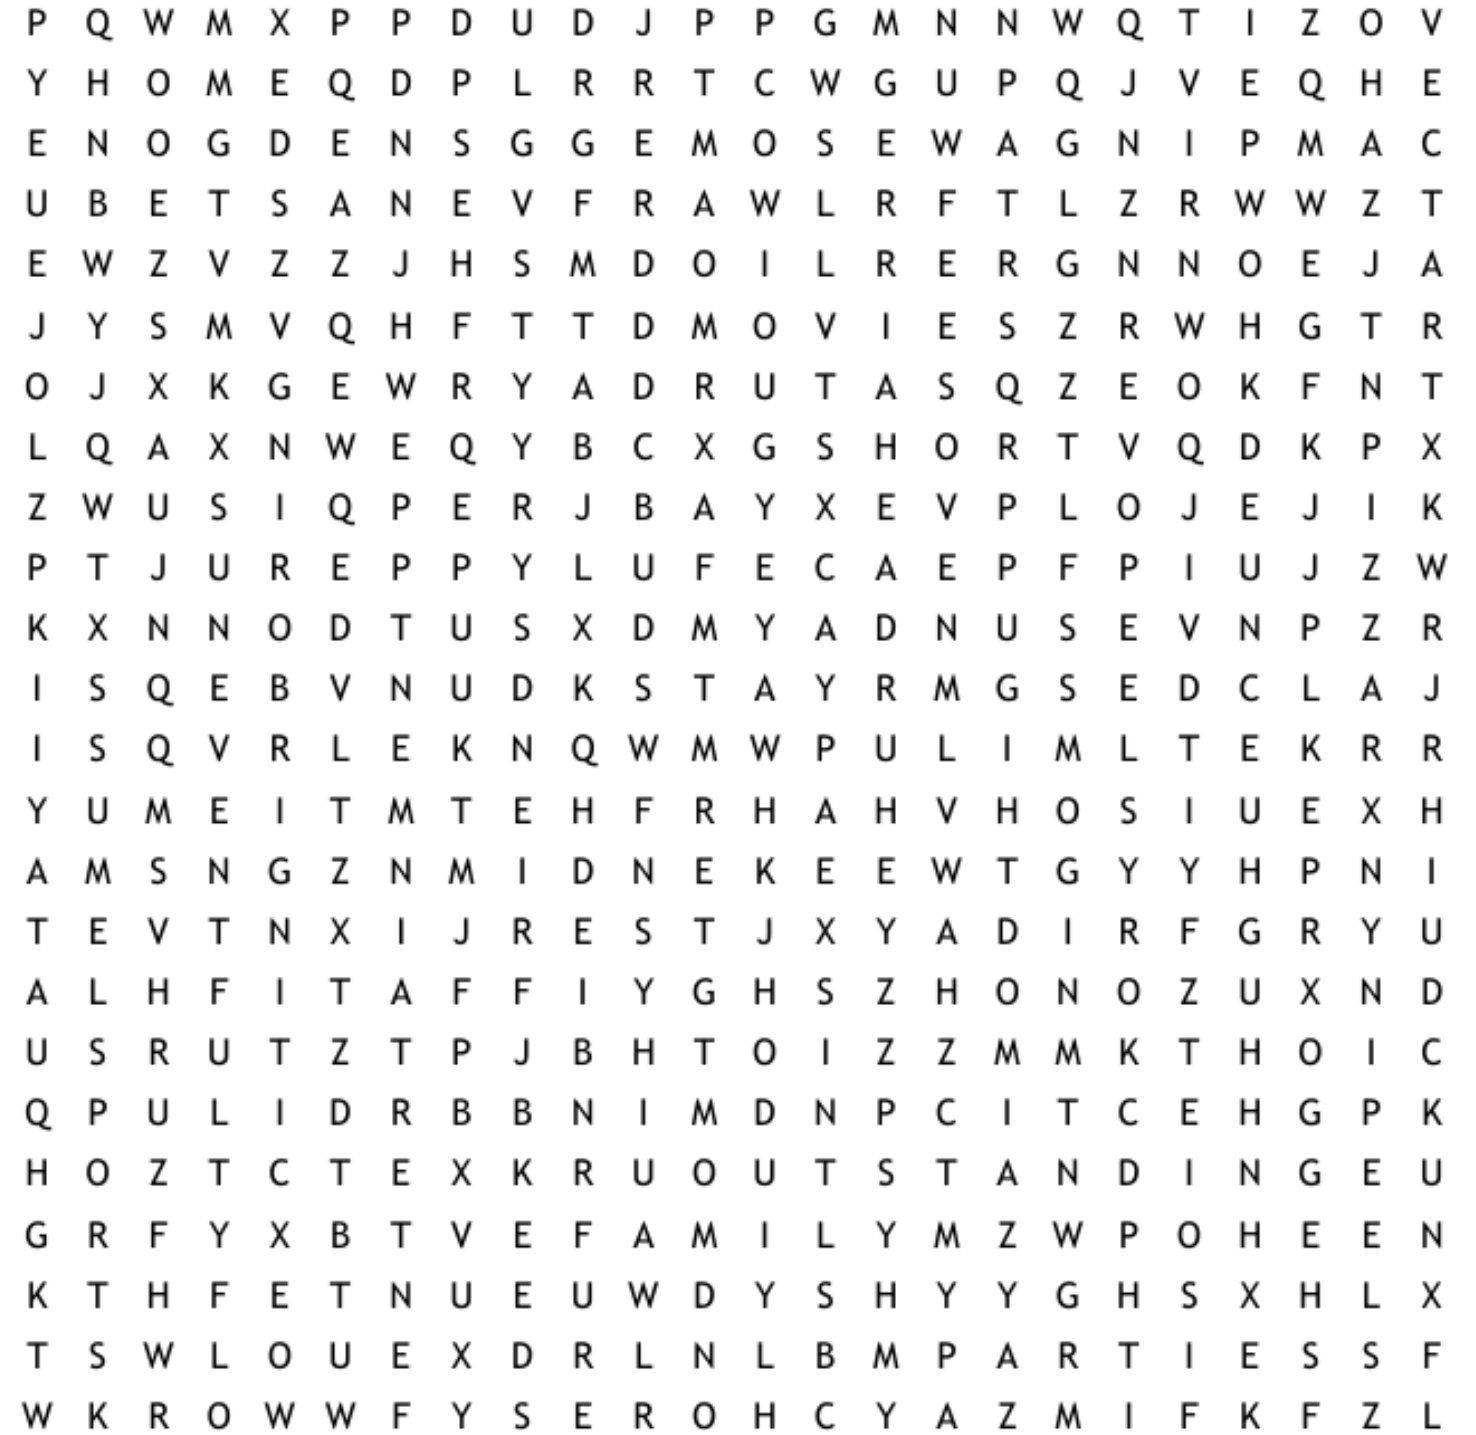 P Q W M X P P D U D J P P G M N N W Q T I Z O V
Y H O M E Q D P L R R T C W G U P Q J V E Q H E
E N O G D E N S G G E M O S E W A G N I P M A C
U B E T S A N E V F R A W L R F T L Z R W W Z T
E W Z V Z Z J H S M D O I L R E R G N N O E J A
J Y S M V Q H F T T D M O V I E S Z R W H G T R
O J X K G E W R Y A D R U T A S Q Z E O K F N T
L Q A X N W E Q Y B C X G S H O R T V Q D K P X
Z W U S I Q P E R J B A Y X E V P L O J E J I K
P T J U R E P P Y L U F E C A E P F P I U J Z W
K X N N O D T U S X D M Y A D N U S E V N P Z R
I S Q E B V N U D K S T A Y R M G S E D C L A J
I S Q V R L E K N Q W M W P U L I M L T E K R R
Y U M E I T M T E H F R H A H V H O S I U E X H
A M S N G Z N M I D N E K E E W T G Y Y H P N I
T E V T N X I J R E S T J X Y A D I R F G R Y U
A L H F I T A F F I Y G H S Z H O N O Z U X N D
U S R U T Z T P J B H T O I Z Z M M K T H O I C
Q P U L I D R B B N I M D N P C I T C E H G P K
H O Z T C T E X K R U O U T S T A N D I N G E U
G R F Y X B T V E F A M I L Y M Z W P O H E E N
K T H F E T N U E U W D Y S H Y Y G H S X H L X
T S W L O U E X D R L N L B M P A R T I E S S F
W K R O W W F Y S E R O H C Y A Z M I F K F Z L